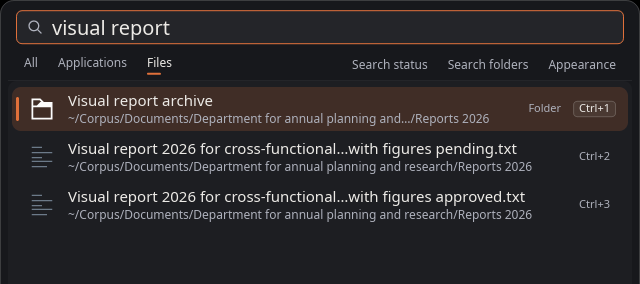 visual report
All Applications Files Search status Search folders Appearance
Visual report archive
~/Corpus/Documents/Department for annual planning and.../Reports 2026
Folder Ctrl+1
Visual report 2026 for cross-functional...with figures pending.txt
~/Corpus/Documents/Department for annual planning and research/Reports 2026
Ctrl+2
Visual report 2026 for cross-functional...with figures approved.txt
~/Corpus/Documents/Department for annual planning and research/Reports 2026
Ctrl+3